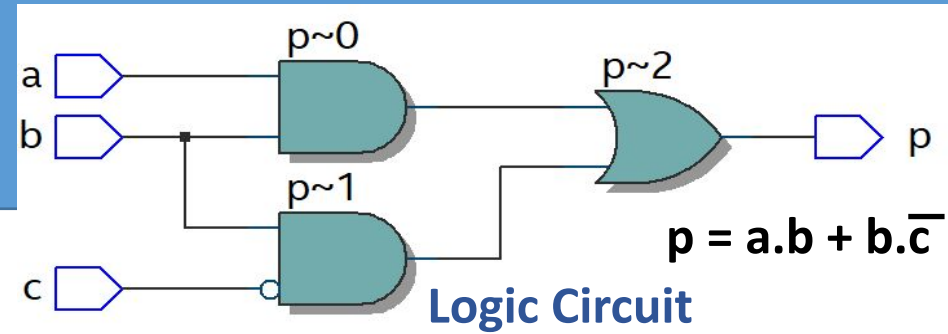 p~0
a
p~2
b
p
p~1
p = a.b + b.c̅
c
Logic Circuit